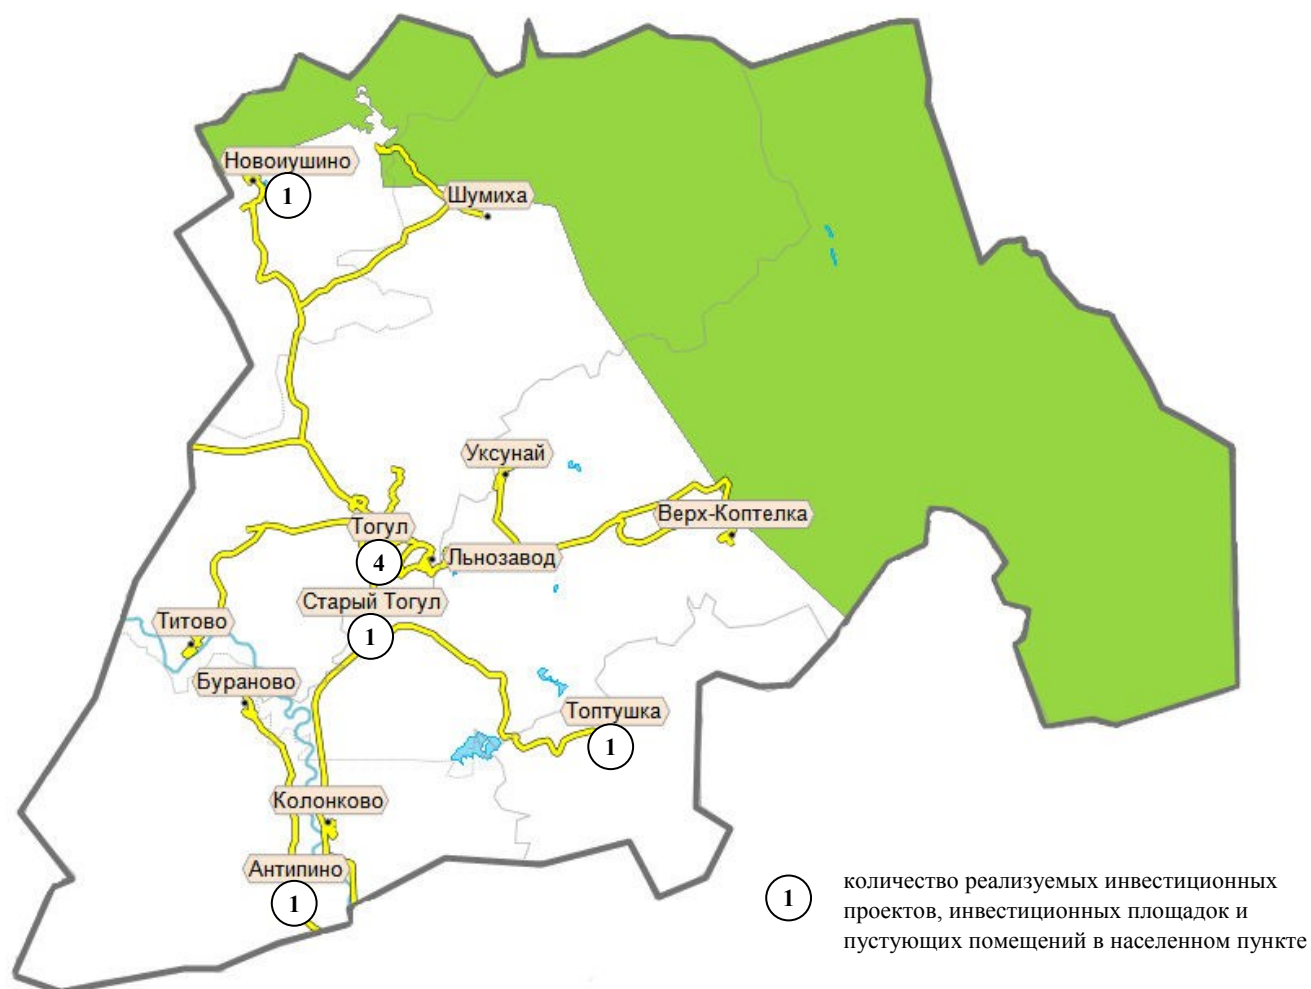 Новоиушино
1
Шумиха
Уксунай
Верх-Коптелка
Тогул
4
Льнозавод
Старый Тогул
1
Титово
Бураново
Топтушка
1
Колонково
Антипино
1
1
количество реализуемых инвестиционных
проектов, инвестиционных площадок и
пустующих помещений в населенном пункте